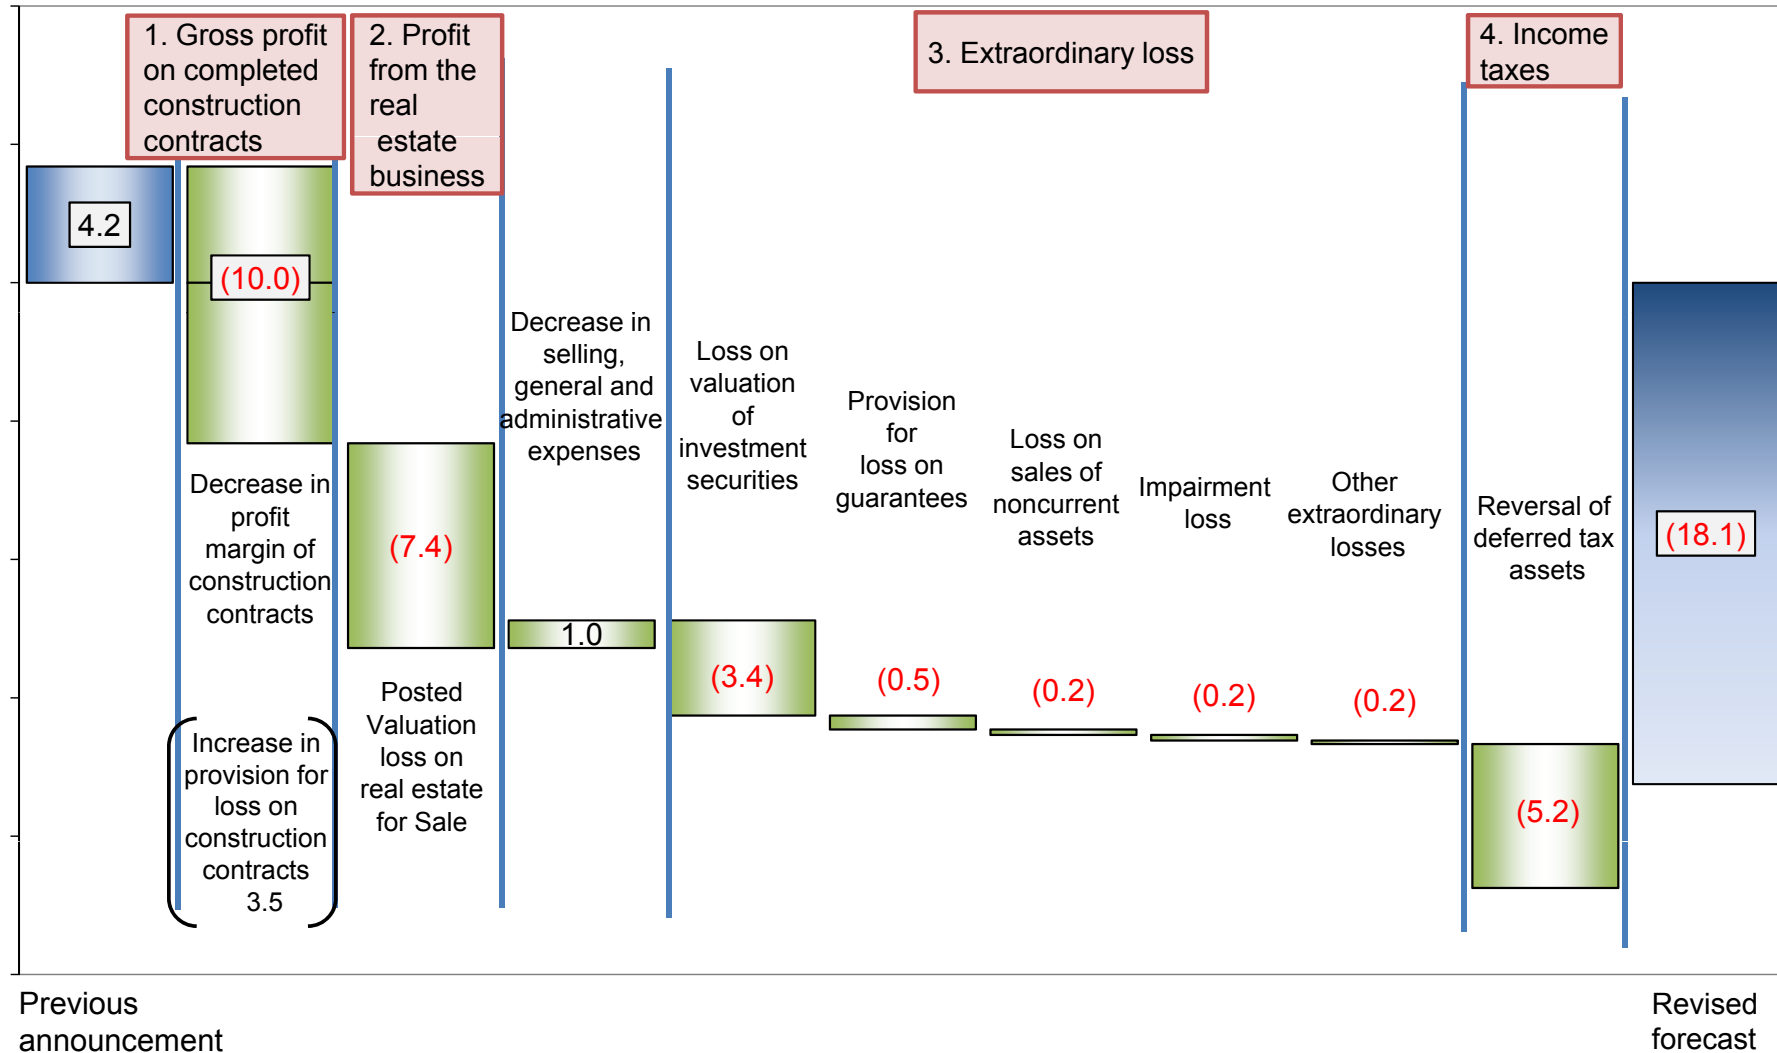 1. Gross profit
on completed
construction
contracts
2. Profit
from the
real
estate
business
3. Extraordinary loss
4. Income
taxes
4.2
(10.0)
Decrease in
profit
margin of
construction
contracts
Increase in
provision for
loss on
construction
contracts
3.5
(7.4)
Posted
Valuation
loss on
real estate
for Sale
Decrease in
selling,
general and
administrative
expenses
1.0
Loss on
valuation
of
investment
securities
(3.4)
Provision
for
loss on
guarantees
(0.5)
Loss on
sales of
noncurrent
assets
(0.2)
Impairment
loss
(0.2)
Other
extraordinary
losses
(0.2)
Reversal of
deferred tax
assets
(5.2)
(18.1)
Previous
announcement
Revised
forecast